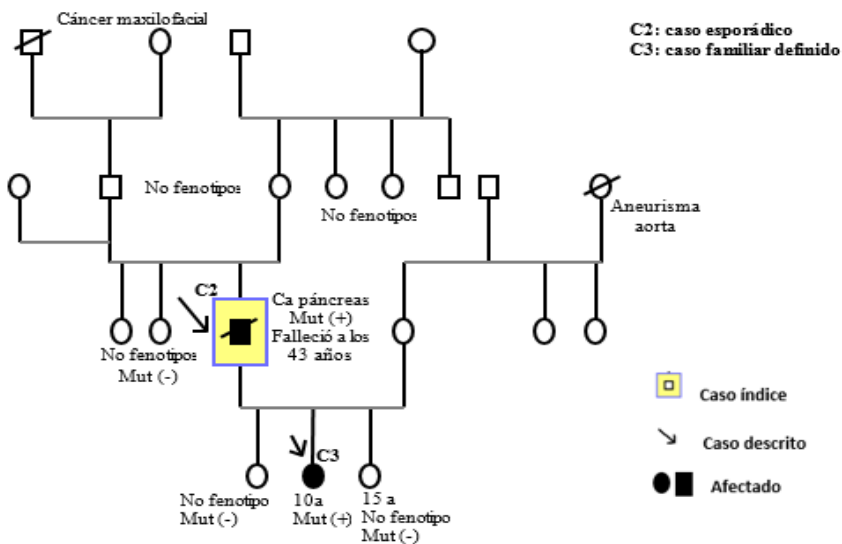 Cáncer maxilofacial
C2: caso esporádico
C3: caso familiar definido
No fenotipos
No fenotipos
Aneurisma
aorta
C2
Ca páncreas
Mut (+)
Falleció a los
43 años
No fenotipos
Mut (-)
Caso índice
Caso descrito
Afectado
C3
No fenotipo
Mut (-)
10a
Mut (+)
15 a
No fenotipo
Mut (-)